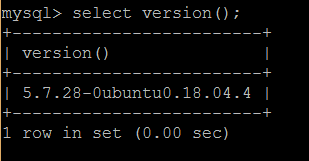 mysql> select version();
+-------------------------+
| version()               |
+-------------------------+
| 5.7.28-0ubuntu0.18.04.4 |
+-------------------------+
1 row in set (0.00 sec)